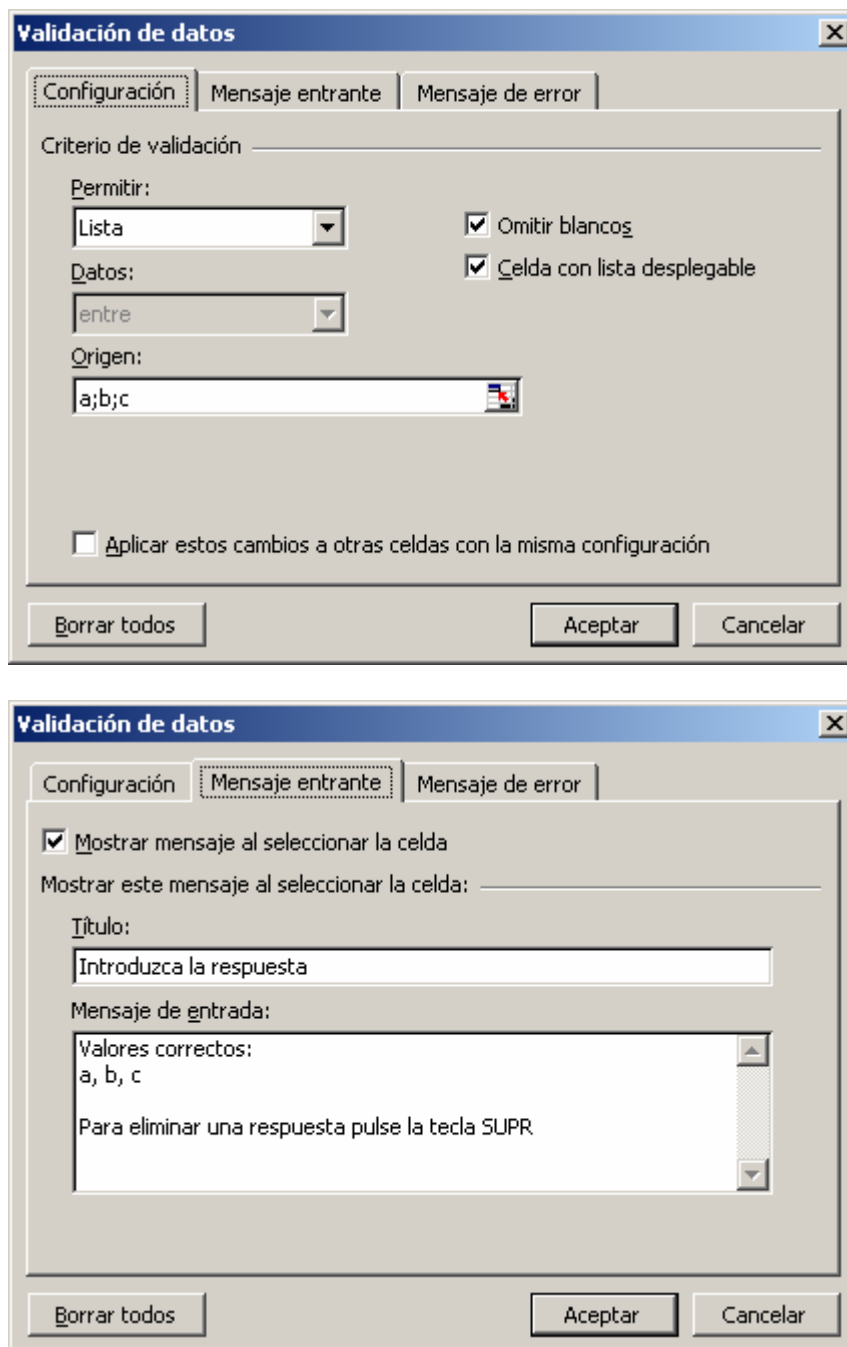 Validación de datos
Configuración Mensaje entrante Mensaje de error
Criterio de validación
Permitir:
Lista
Omitir blancos
Datos:
Celda con lista desplegable
entre
Origen:
a;b;c
Aplicar estos cambios a otras celdas con la misma configuración
Borrar todos Aceptar Cancelar
Validación de datos
Configuración Mensaje entrante Mensaje de error
Mostrar mensaje al seleccionar la celda
Mostrar este mensaje al seleccionar la celda:
Título:
Introduzca la respuesta
Mensaje de entrada:
Valores correctos:
a, b, c
Para eliminar una respuesta pulse la tecla SUPR
Borrar todos Aceptar Cancelar